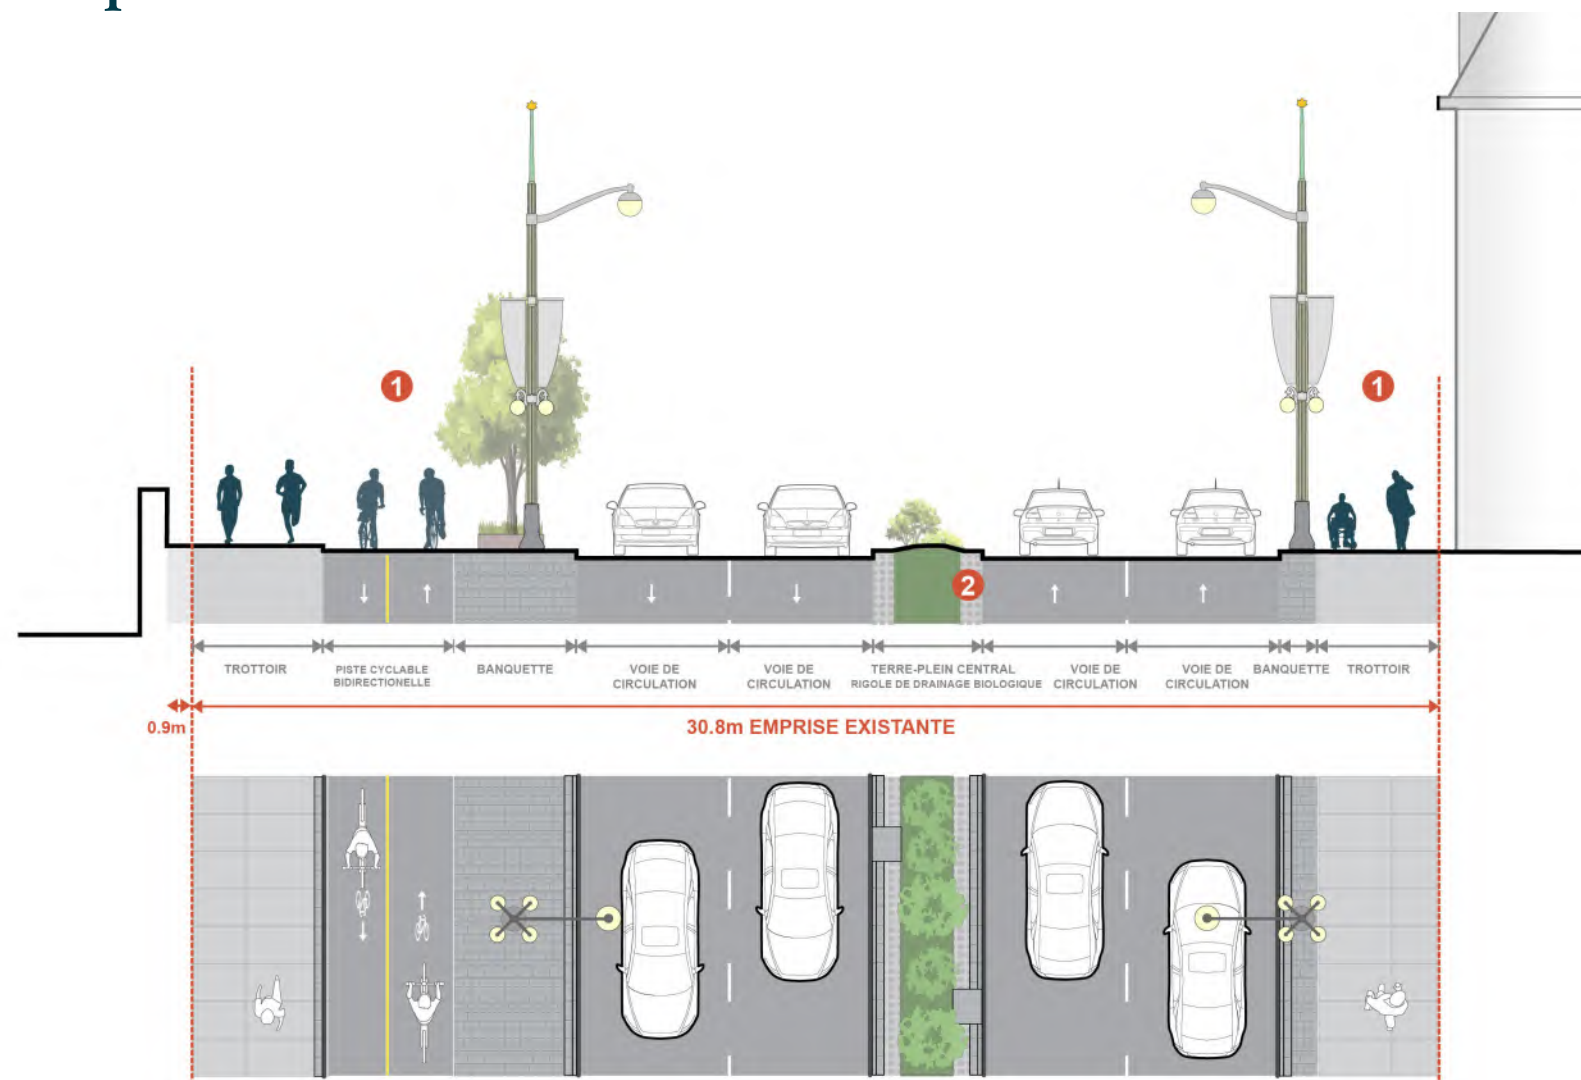 1
1
2
TROTTOIR
PISTE CYCLABLE
BIDIRECTIONELLE
BANQUETTE
VOIE DE
CIRCULATION
VOIE DE
CIRCULATION
TERRE-PLEIN CENTRAL
RIGOLE DE DRAINAGE BIOLOGIQUE
VOIE DE
CIRCULATION
VOIE DE
CIRCULATION
BANQUETTE
TROTTOIR
0.9m
30.8m EMPRISE EXISTANTE